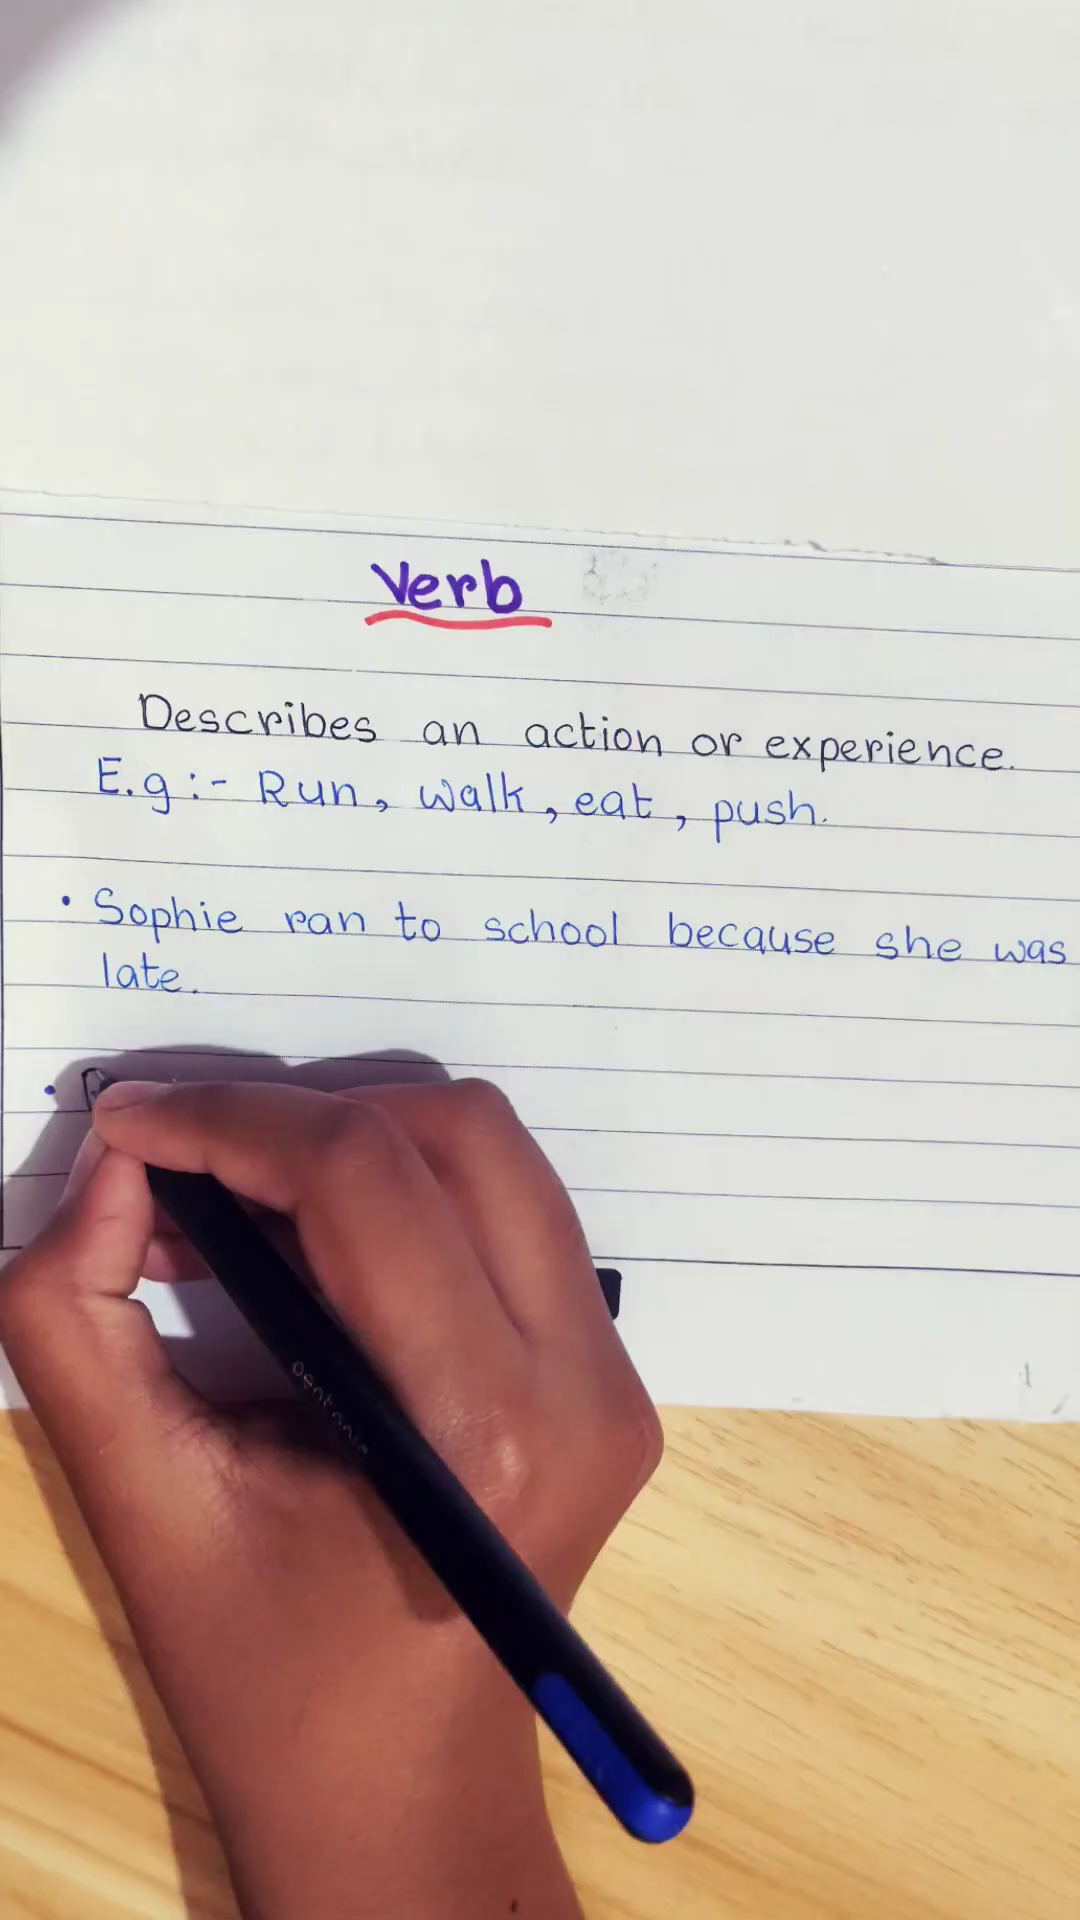 Verb
Describes an action or experience.
E.g :- Run, walk, eat, push.
• Sophie ran to school because she was
late.
•